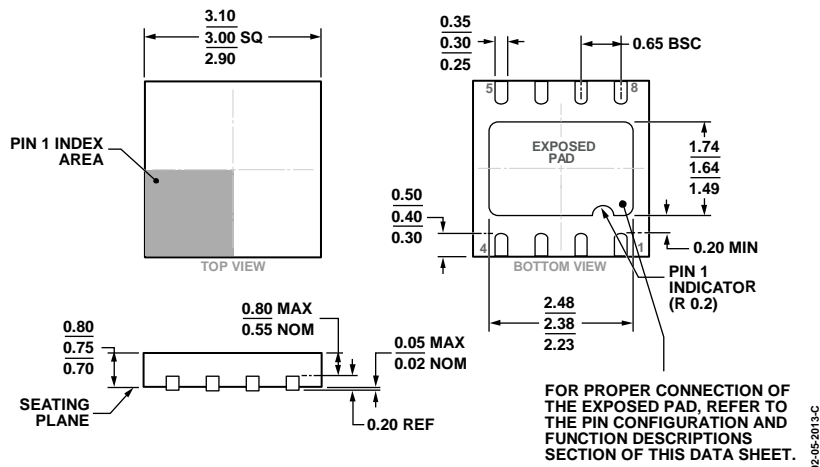 3.10
3.00 SQ
2.90
0.35
0.30
0.25
0.65 BSC
PIN 1 INDEX
AREA
5
8
EXPOSED
PAD
1.74
1.64
1.49
0.50
0.40
0.30
4
1
0.20 MIN
TOP VIEW
BOTTOM VIEW
PIN 1
INDICATOR
(R 0.2)
2.48
2.38
2.23
0.80
0.75
0.70
0.80 MAX
0.55 NOM
0.05 MAX
0.02 NOM
SEATING
PLANE
0.20 REF
FOR PROPER CONNECTION OF
THE EXPOSED PAD, REFER TO
THE PIN CONFIGURATION AND
FUNCTION DESCRIPTIONS
SECTION OF THIS DATA SHEET.